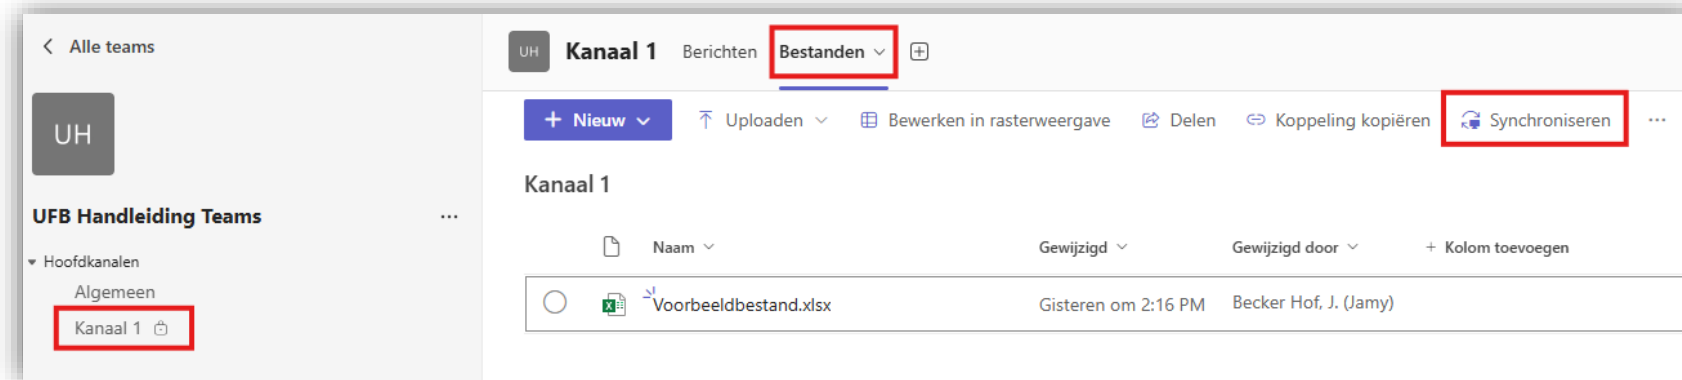 Alle teams
UH
UFB Handleiding Teams
Hoofdkanalen
Algemeen
Kanaal 1
UH Kanaal 1 Berichten Bestanden
+ Nieuw Uploaden Bewerken in rasterweergave Delen Koppeling kopiëren Synchroniseren ...
Kanaal 1
Naam Gewijzigd Gewijzigd door + Kolom toevoegen
Voorbeeldbestand.xlsx Gisteren om 2:16 PM Becker Hof, J. (Jamy)